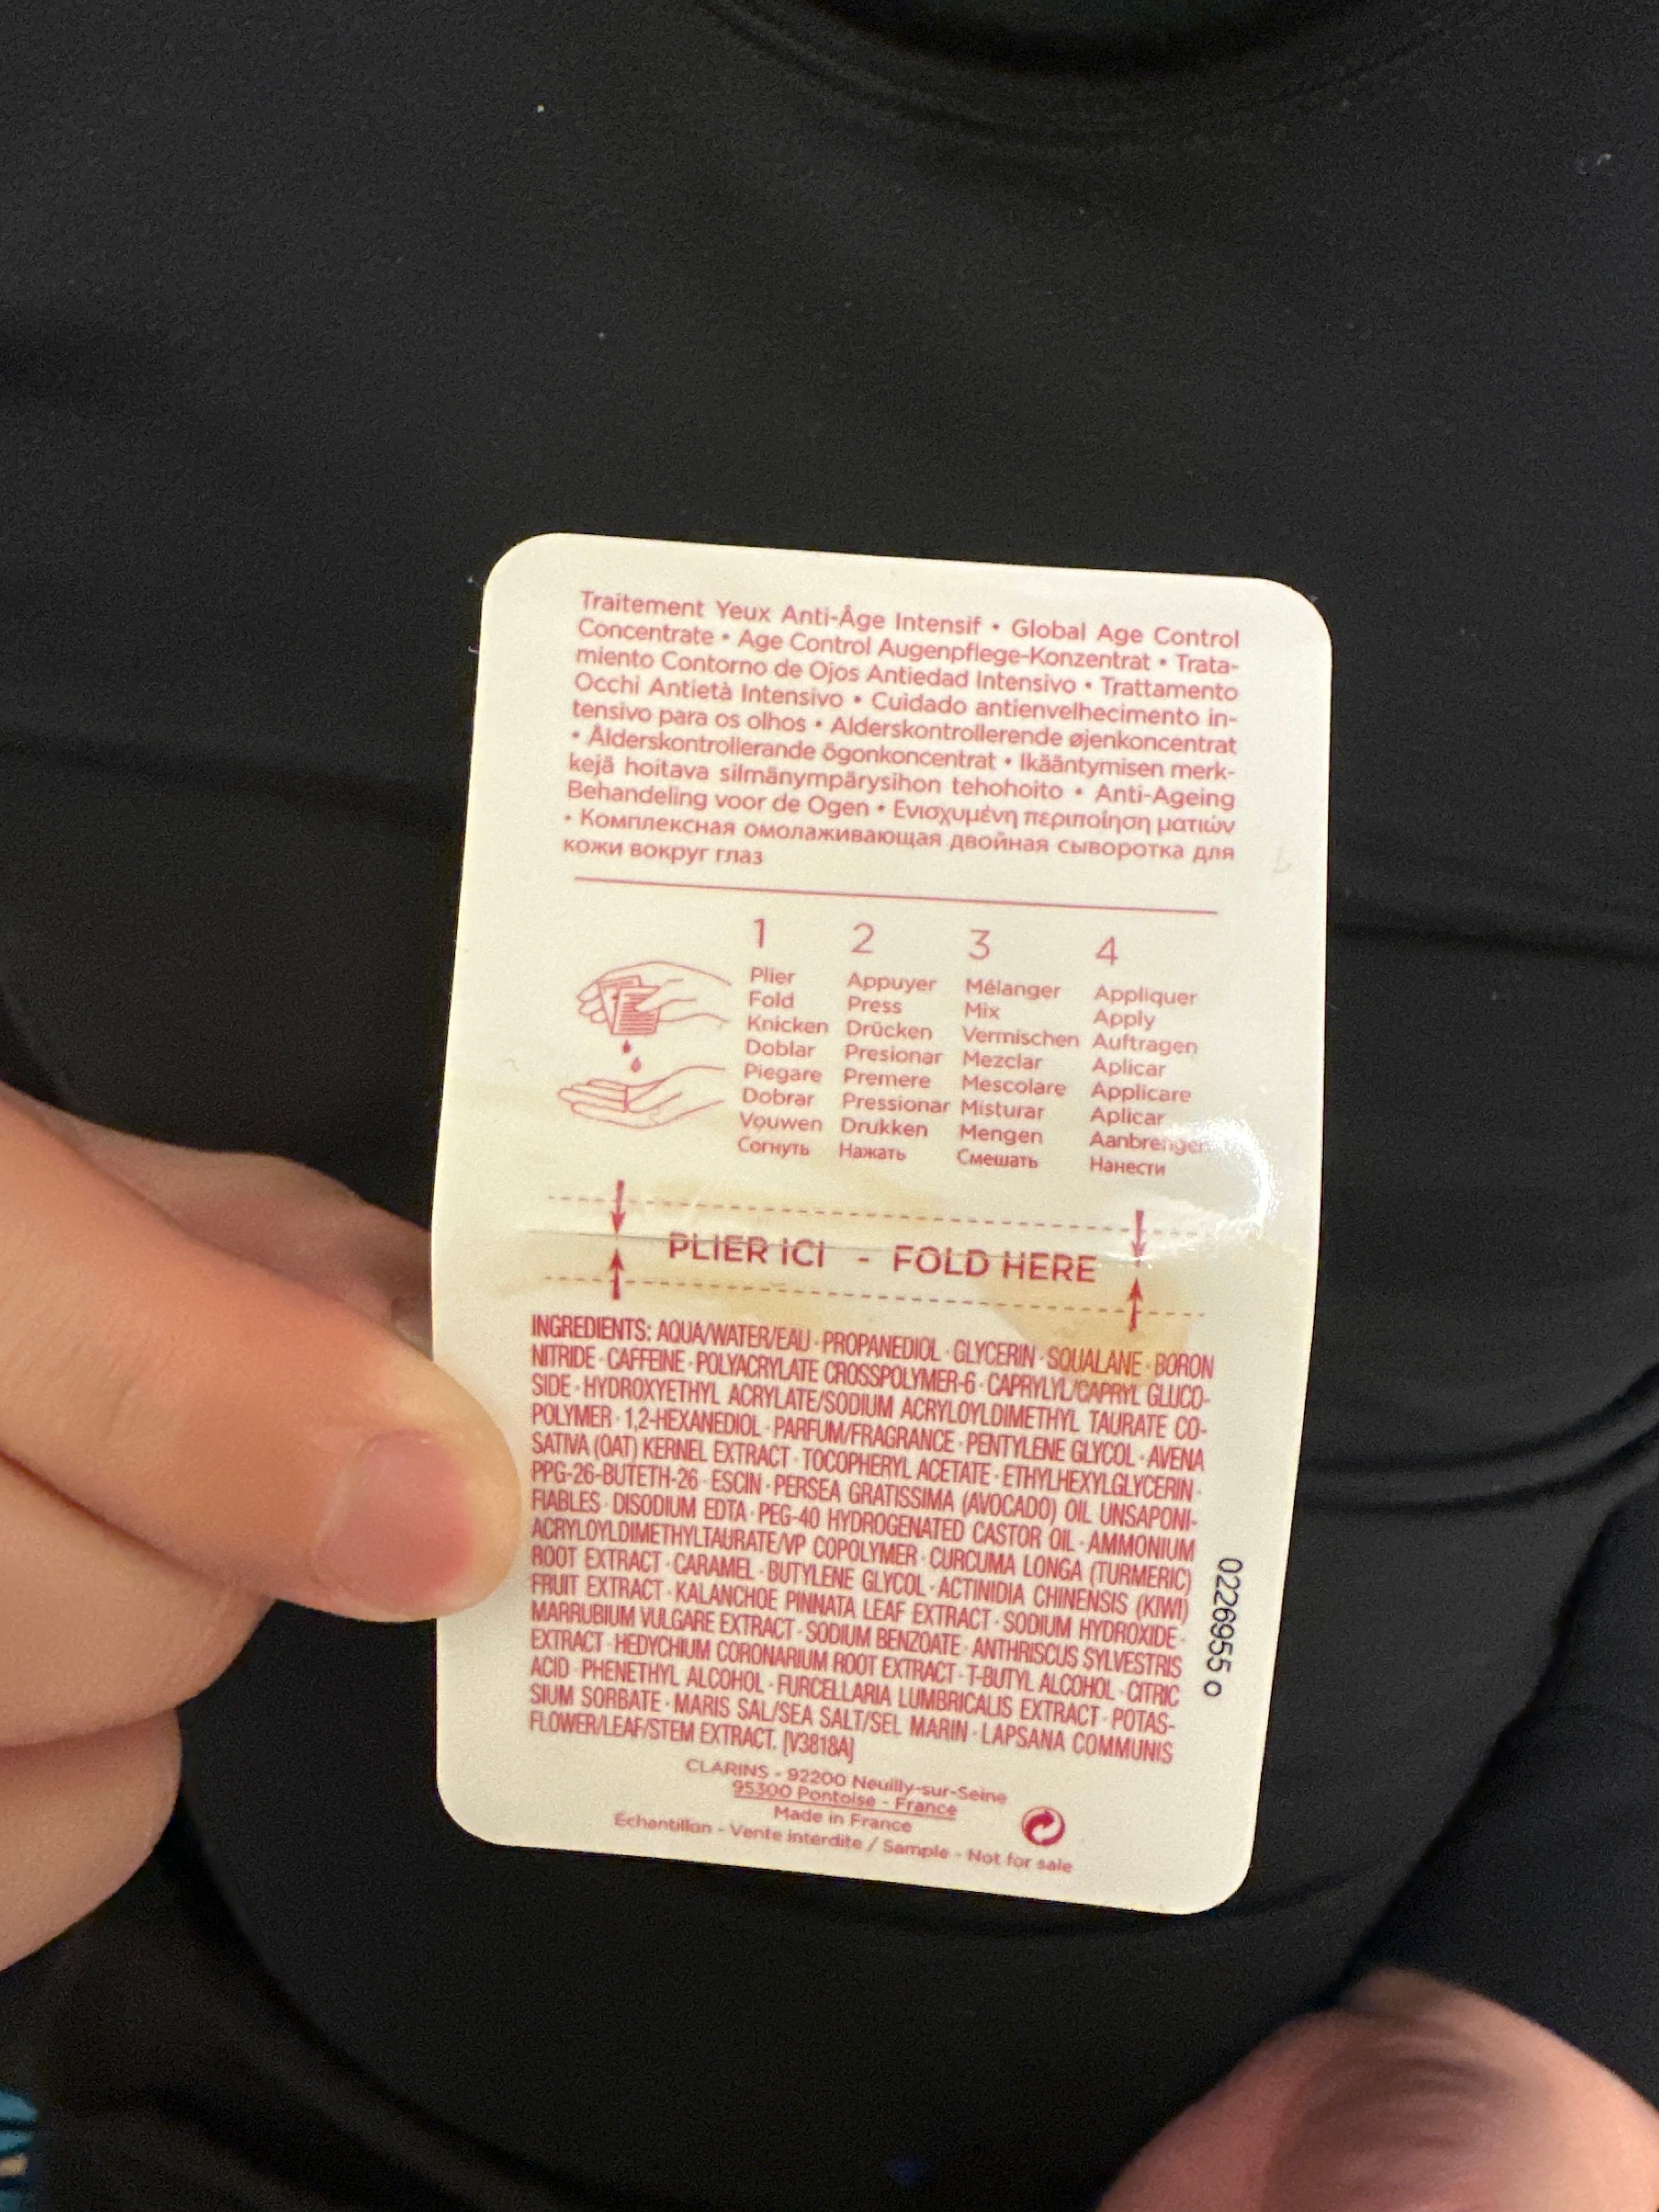 Traitement Yeux Anti-Âge Intensif • Global Age Control
Concentrate • Age Control Augenpflege-Konzentrat • Trata-
miento Contorno de Ojos Antiedad Intensivo • Trattamento
Occhi Antietà Intensivo • Cuidado antienvelhecimento in-
tensivo para os olhos • Alderskontrollerende øjenkoncentrat
• Ålderskontrollerande ögonkoncentrat • Ikääntymisen merk-
kejä hoitava silmänympärysihon tehohoito • Anti-Ageing
Behandeling voor de Ogen • Ενισχυμένη περιποίηση ματιών
• Комплексная омолаживающая двойная сыворотка для
кожи вокруг глаз
1 2 3 4
Plier Appuyer Mélanger Appliquer
Fold Press Mix Apply
Knicken Drücken Vermischen Auftragen
Doblar Presionar Mezclar Aplicar
Piegare Premere Mescolare Applicare
Dobrar Pressionar Misturar Aplicar
Vouwen Drukken Mengen Aanbrengen
Согнуть Нажать Смешать Нанести
PLIER ICI - FOLD HERE
INGREDIENTS: AQUA/WATER/EAU · PROPANEDIOL · GLYCERIN · SQUALANE · BORON
NITRIDE · CAFFEINE · POLYACRYLATE CROSSPOLYMER-6 · CAPRYLYL/CAPRYL GLUCO-
SIDE · HYDROXYETHYL ACRYLATE/SODIUM ACRYLOYLDIMETHYL TAURATE CO-
POLYMER · 1,2-HEXANEDIOL · PARFUM/FRAGRANCE · PENTYLENE GLYCOL · AVENA
SATIVA (OAT) KERNEL EXTRACT · TOCOPHERYL ACETATE · ETHYLHEXYLGLYCERIN ·
PPG-26-BUTETH-26 · ESCIN · PERSEA GRATISSIMA (AVOCADO) OIL UNSAPONI-
FIABLES · DISODIUM EDTA · PEG-40 HYDROGENATED CASTOR OIL · AMMONIUM
ACRYLOYLDIMETHYLTAURATE/VP COPOLYMER · CURCUMA LONGA (TURMERIC)
ROOT EXTRACT · CARAMEL · BUTYLENE GLYCOL · ACTINIDIA CHINENSIS (KIWI)
FRUIT EXTRACT · KALANCHOE PINNATA LEAF EXTRACT · SODIUM HYDROXIDE ·
MARRUBIUM VULGARE EXTRACT · SODIUM BENZOATE · ANTHRISCUS SYLVESTRIS
EXTRACT · HEDYCHIUM CORONARIUM ROOT EXTRACT · T-BUTYL ALCOHOL · CITRIC
ACID · PHENETHYL ALCOHOL · FURCELLARIA LUMBRICALIS EXTRACT · POTAS-
SIUM SORBATE · MARIS SAL/SEA SALT/SEL MARIN · LAPSANA COMMUNIS
FLOWER/LEAF/STEM EXTRACT. [V3818A]
0226955 o
CLARINS - 92200 Neuilly-sur-Seine
95300 Pontoise - France
Made in France
Échantillon - Vente interdite / Sample - Not for sale